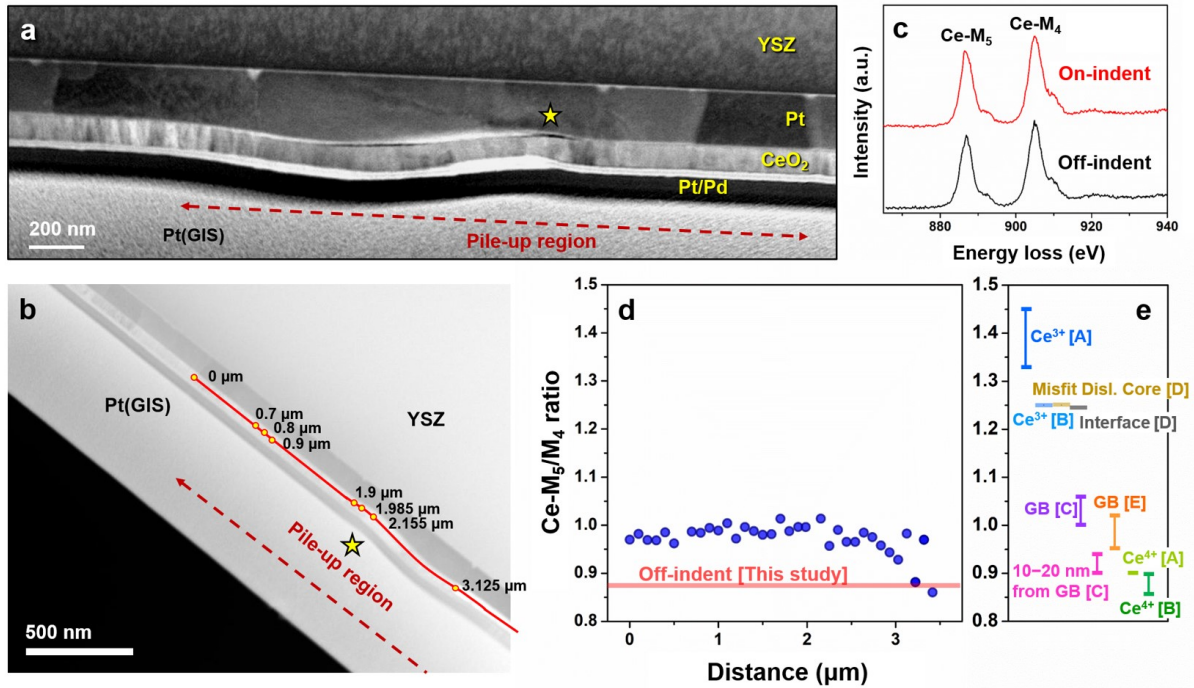 a
YSZ
Pt
CeO₂
Pt/Pd
Pt(GIS)
Pile-up region
200 nm
c
Ce-M₅
Ce-M₄
On-indent
Off-indent
Intensity (a.u.)
880
900
920
940
Energy loss (eV)
b
Pt(GIS)
YSZ
0 µm
0.7 µm
0.8 µm
0.9 µm
1.9 µm
1.985 µm
2.155 µm
3.125 µm
Pile-up region
500 nm
d
Ce-M₅/M₄ ratio
1.5
1.4
1.3
1.2
1.1
1.0
0.9
0.8
Off-indent [This study]
0
1
2
3
Distance (µm)
e
1.5
1.4
1.3
1.2
1.1
1.0
0.9
0.8
Ce³⁺ [A]
Misfit Disl. Core [D]
Ce³⁺ [B]
Interface [D]
GB [C]
GB [E]
10−20 nm
from GB [C]
Ce⁴⁺ [A]
Ce⁴⁺ [B]